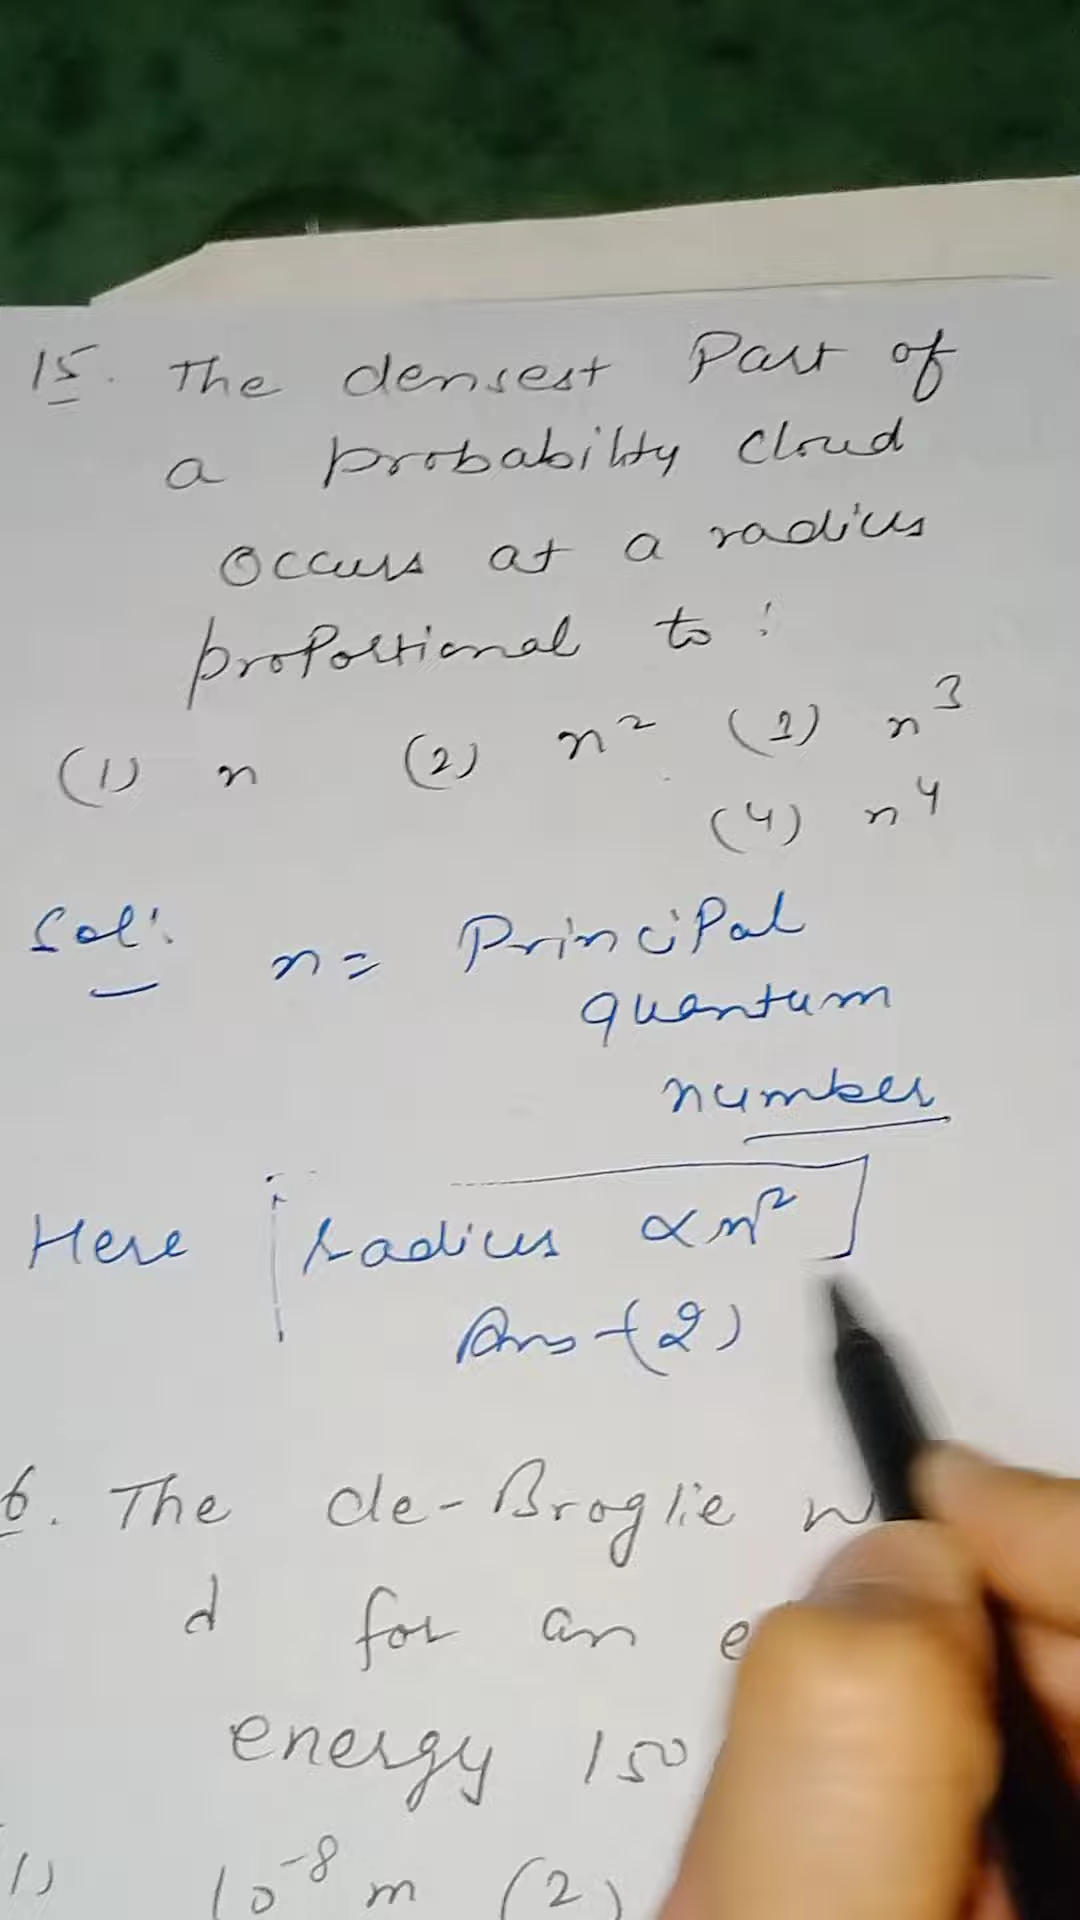 15. The densest Part of
a probability cloud
occurs at a radius
proportional to :
(1) n (2) n² (3) n³
(4) n⁴
Sol:
n = Principal
quantum
number
Here radius ∝ n²
Ans - (2)
6. The de-Broglie
d for an
energy 150
1) 10⁻⁸ m (2)